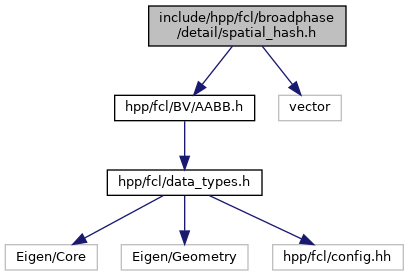 include/hpp/fcl/broadphase
/detail/spatial_hash.h
hpp/fcl/BV/AABB.h
vector
hpp/fcl/data_types.h
Eigen/Core
Eigen/Geometry
hpp/fcl/config.hh